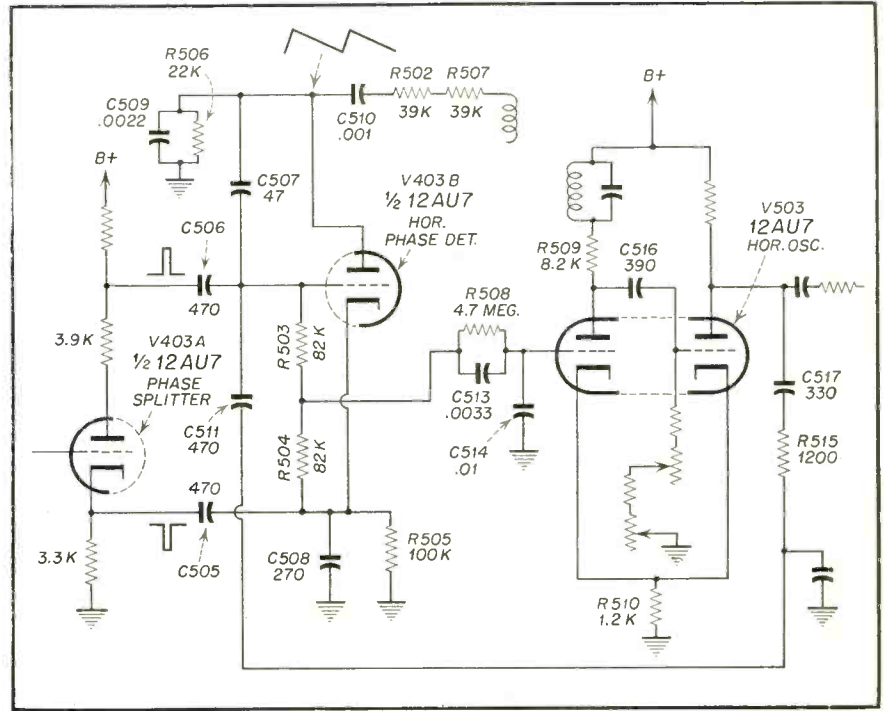 R506
22K
C509
.0022
B+
C507
47
C506
470
3.9K
V403A
½ 12AU7
PHASE
SPLITTER
C511
470
470
C505
3.3K
C510
.001
R502
39K
R507
39K
V403B
½ 12AU7
HOR.
PHASE DET.
R503
82K
R504
82K
C508
270
R505
100K
R508
4.7 MEG.
C513
.0033
C514
.01
B+
R509
8.2K
C516
390
V503
12AU7
HOR. OSC.
C517
330
R515
1200
R510
1.2K